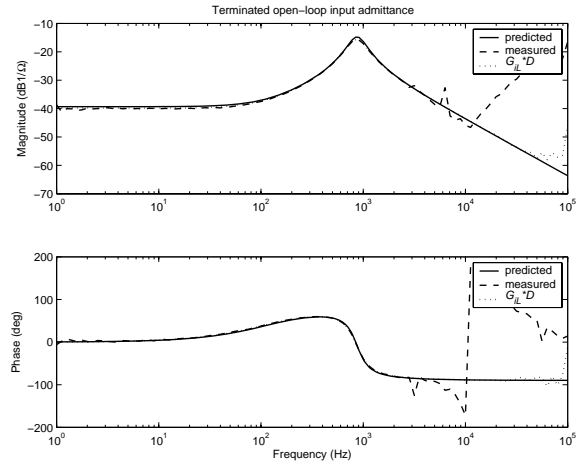 Terminated open-loop input admittance
Magnitude (dB1/Ω)
−10
−20
−30
−40
−50
−60
−70
10^0 10^1 10^2 10^3 10^4 10^5
predicted
measured
G_iL*D
Phase (deg)
200
100
0
−100
−200
10^0 10^1 10^2 10^3 10^4 10^5
predicted
measured
G_iL*D
Frequency (Hz)